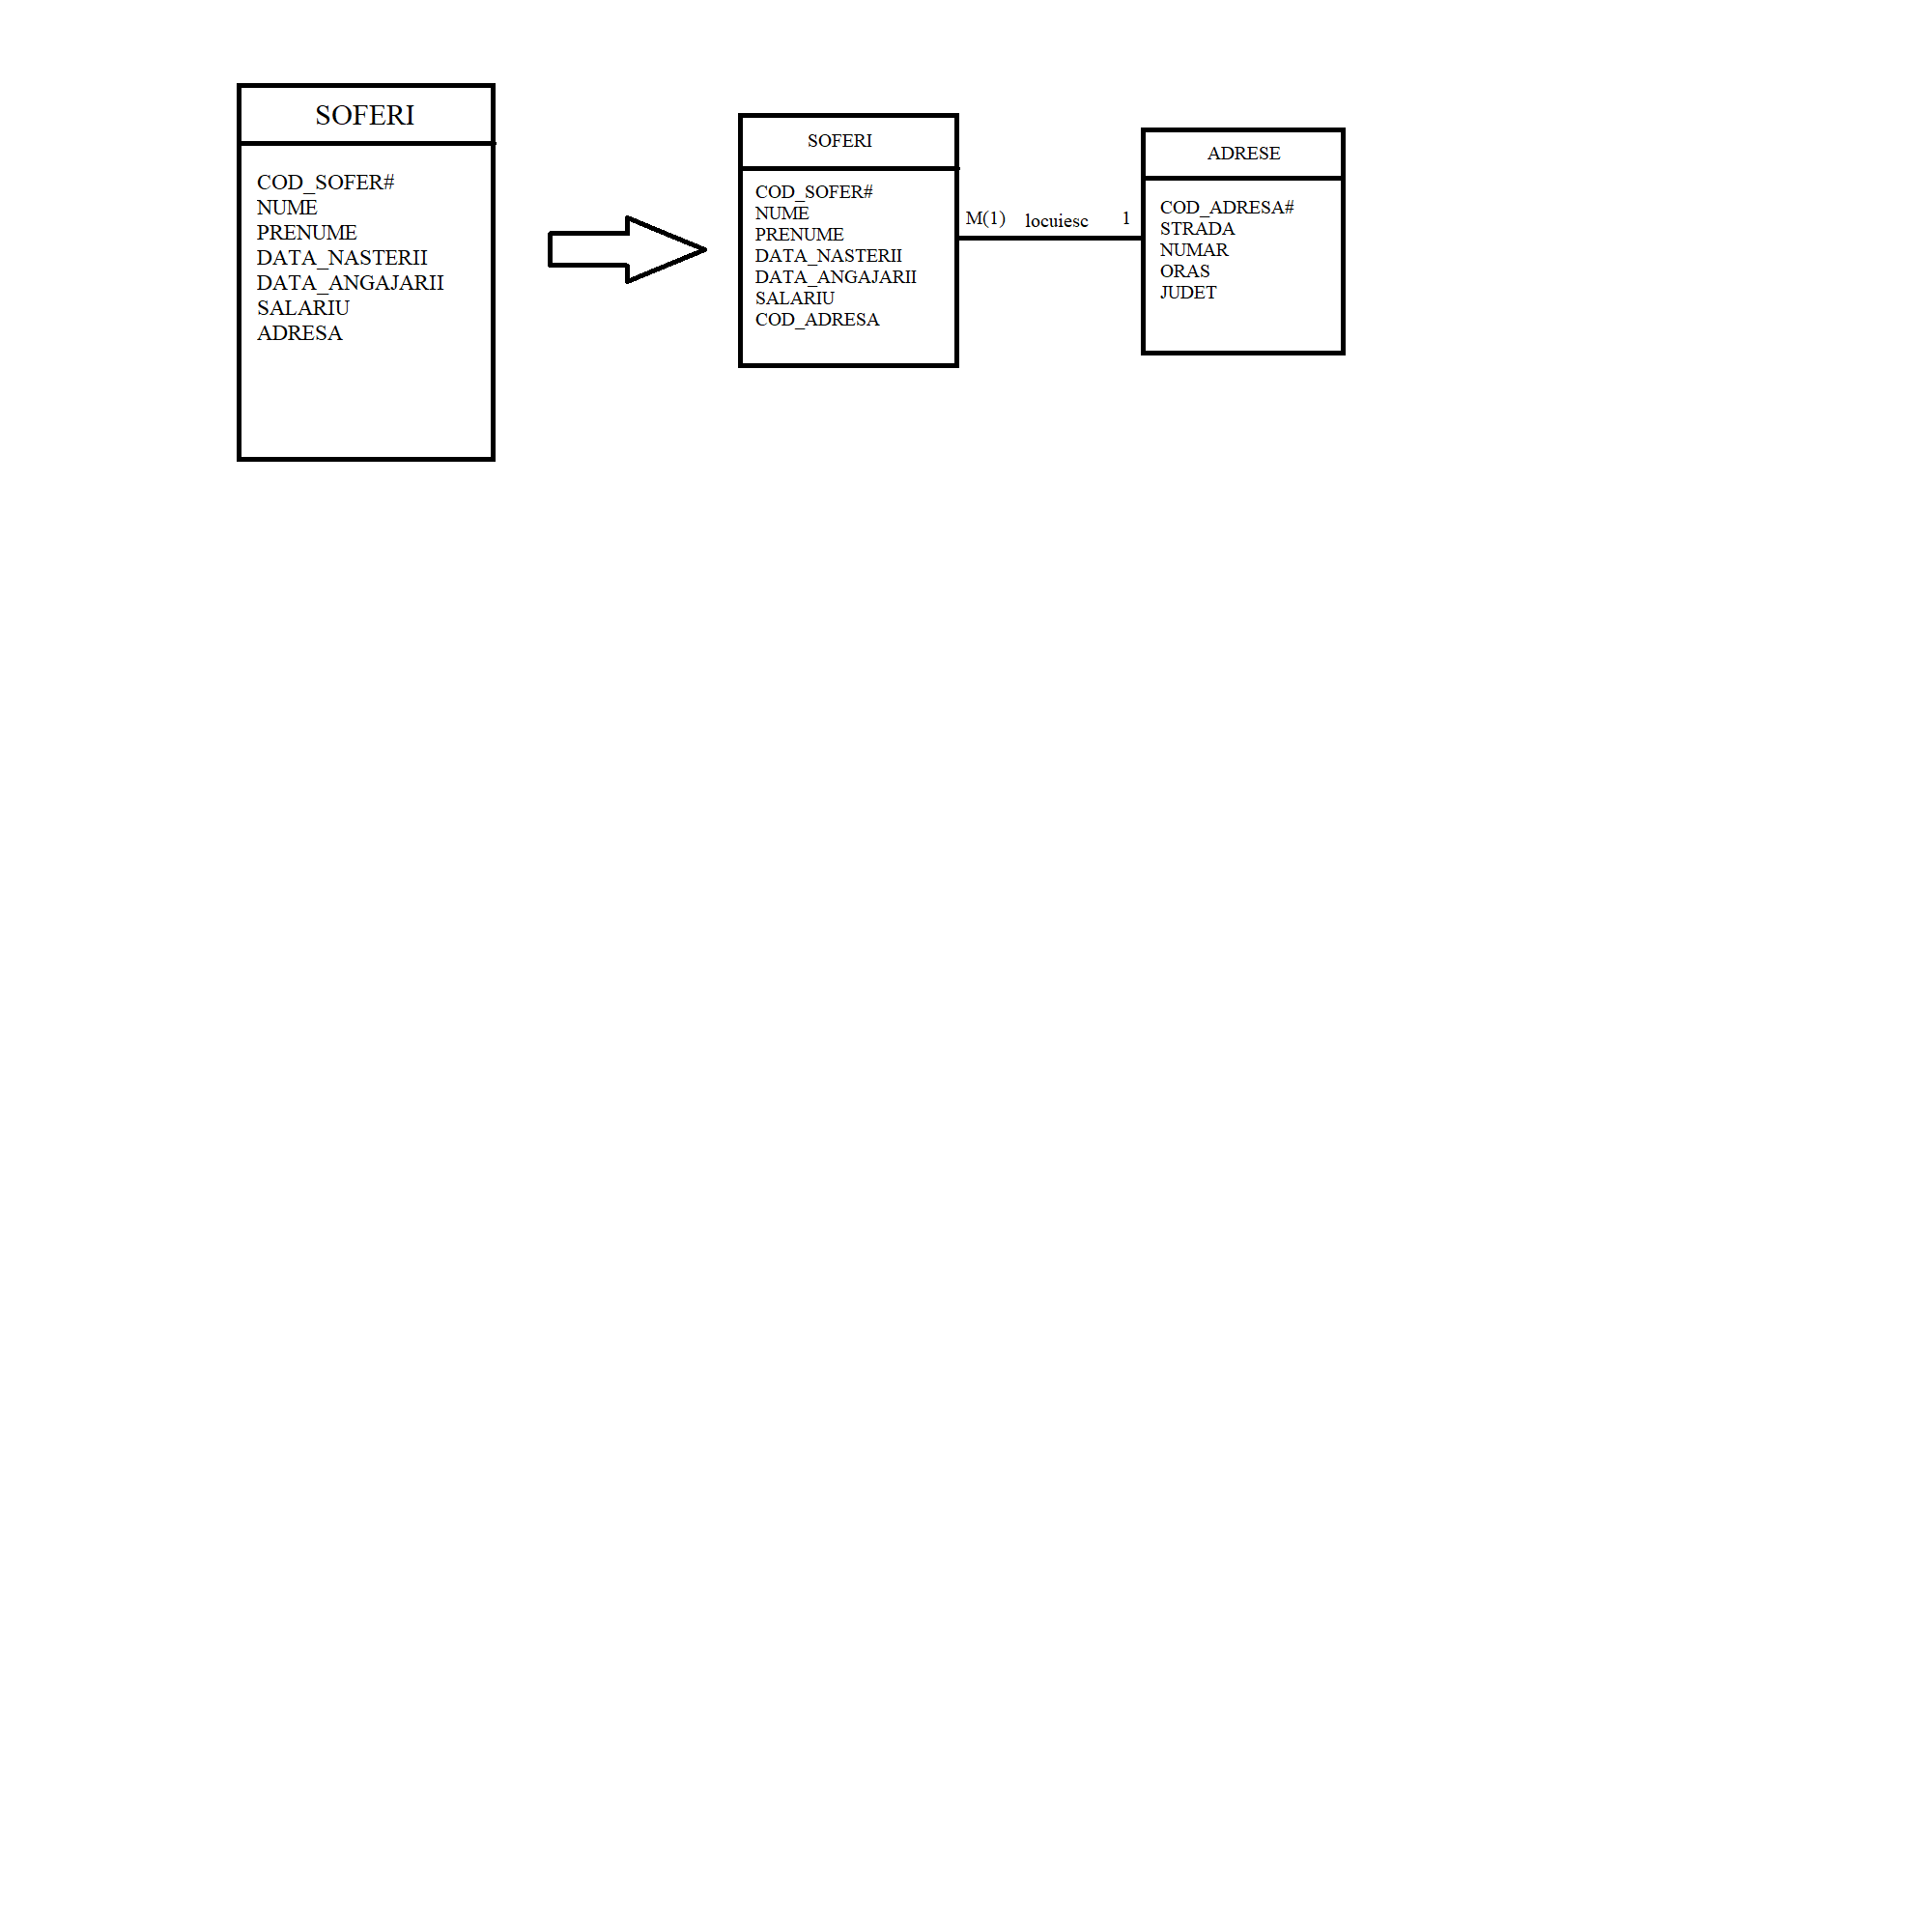 SOFERI
COD_SOFER#
NUME
PRENUME
DATA_NASTERII
DATA_ANGAJARII
SALARIU
ADRESA
SOFERI
COD_SOFER#
NUME
PRENUME
DATA_NASTERII
DATA_ANGAJARII
SALARIU
COD_ADRESA
M(1) locuiesc 1
ADRESE
COD_ADRESA#
STRADA
NUMAR
ORAS
JUDET